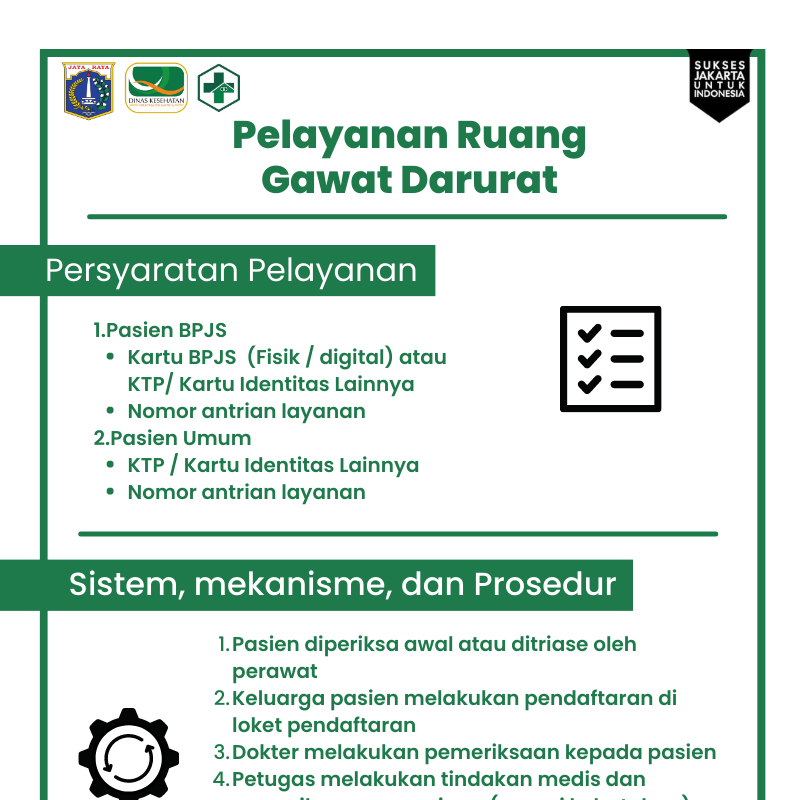 JAYA RAYA
DINAS KESEHATAN
SUKSES
JAKARTA
UNTUK
INDONESIA
Pelayanan Ruang
Gawat Darurat
Persyaratan Pelayanan
1.Pasien BPJS
• Kartu BPJS (Fisik / digital) atau
KTP/ Kartu Identitas Lainnya
• Nomor antrian layanan
2.Pasien Umum
• KTP / Kartu Identitas Lainnya
• Nomor antrian layanan
Sistem, mekanisme, dan Prosedur
1. Pasien diperiksa awal atau ditriase oleh
perawat
2. Keluarga pasien melakukan pendaftaran di
loket pendaftaran
3. Dokter melakukan pemeriksaan kepada pasien
4. Petugas melakukan tindakan medis dan